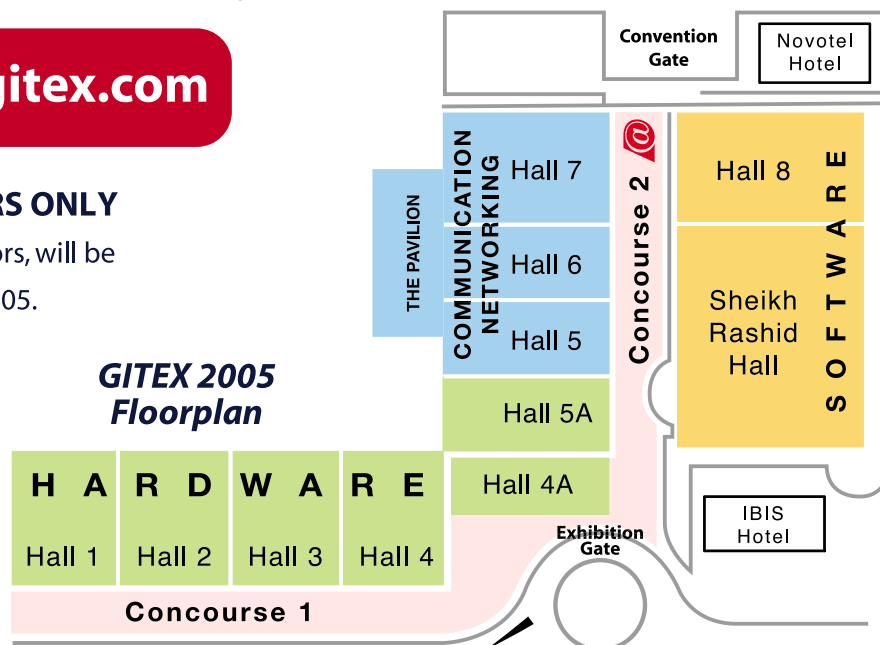 gitex.com
RS ONLY
ors, will be
05.
GITEX 2005
Floorplan
Convention
Gate
Novotel
Hotel
THE PAVILION
COMMUNICATION
NETWORKING
Hall 7
Hall 6
Hall 5
Hall 5A
Hall 4A
Concourse 2
@
Hall 8
Sheikh
Rashid
Hall
SOFTWARE
HARDWARE
Hall 1
Hall 2
Hall 3
Hall 4
Concourse 1
Exhibition
Gate
IBIS
Hotel